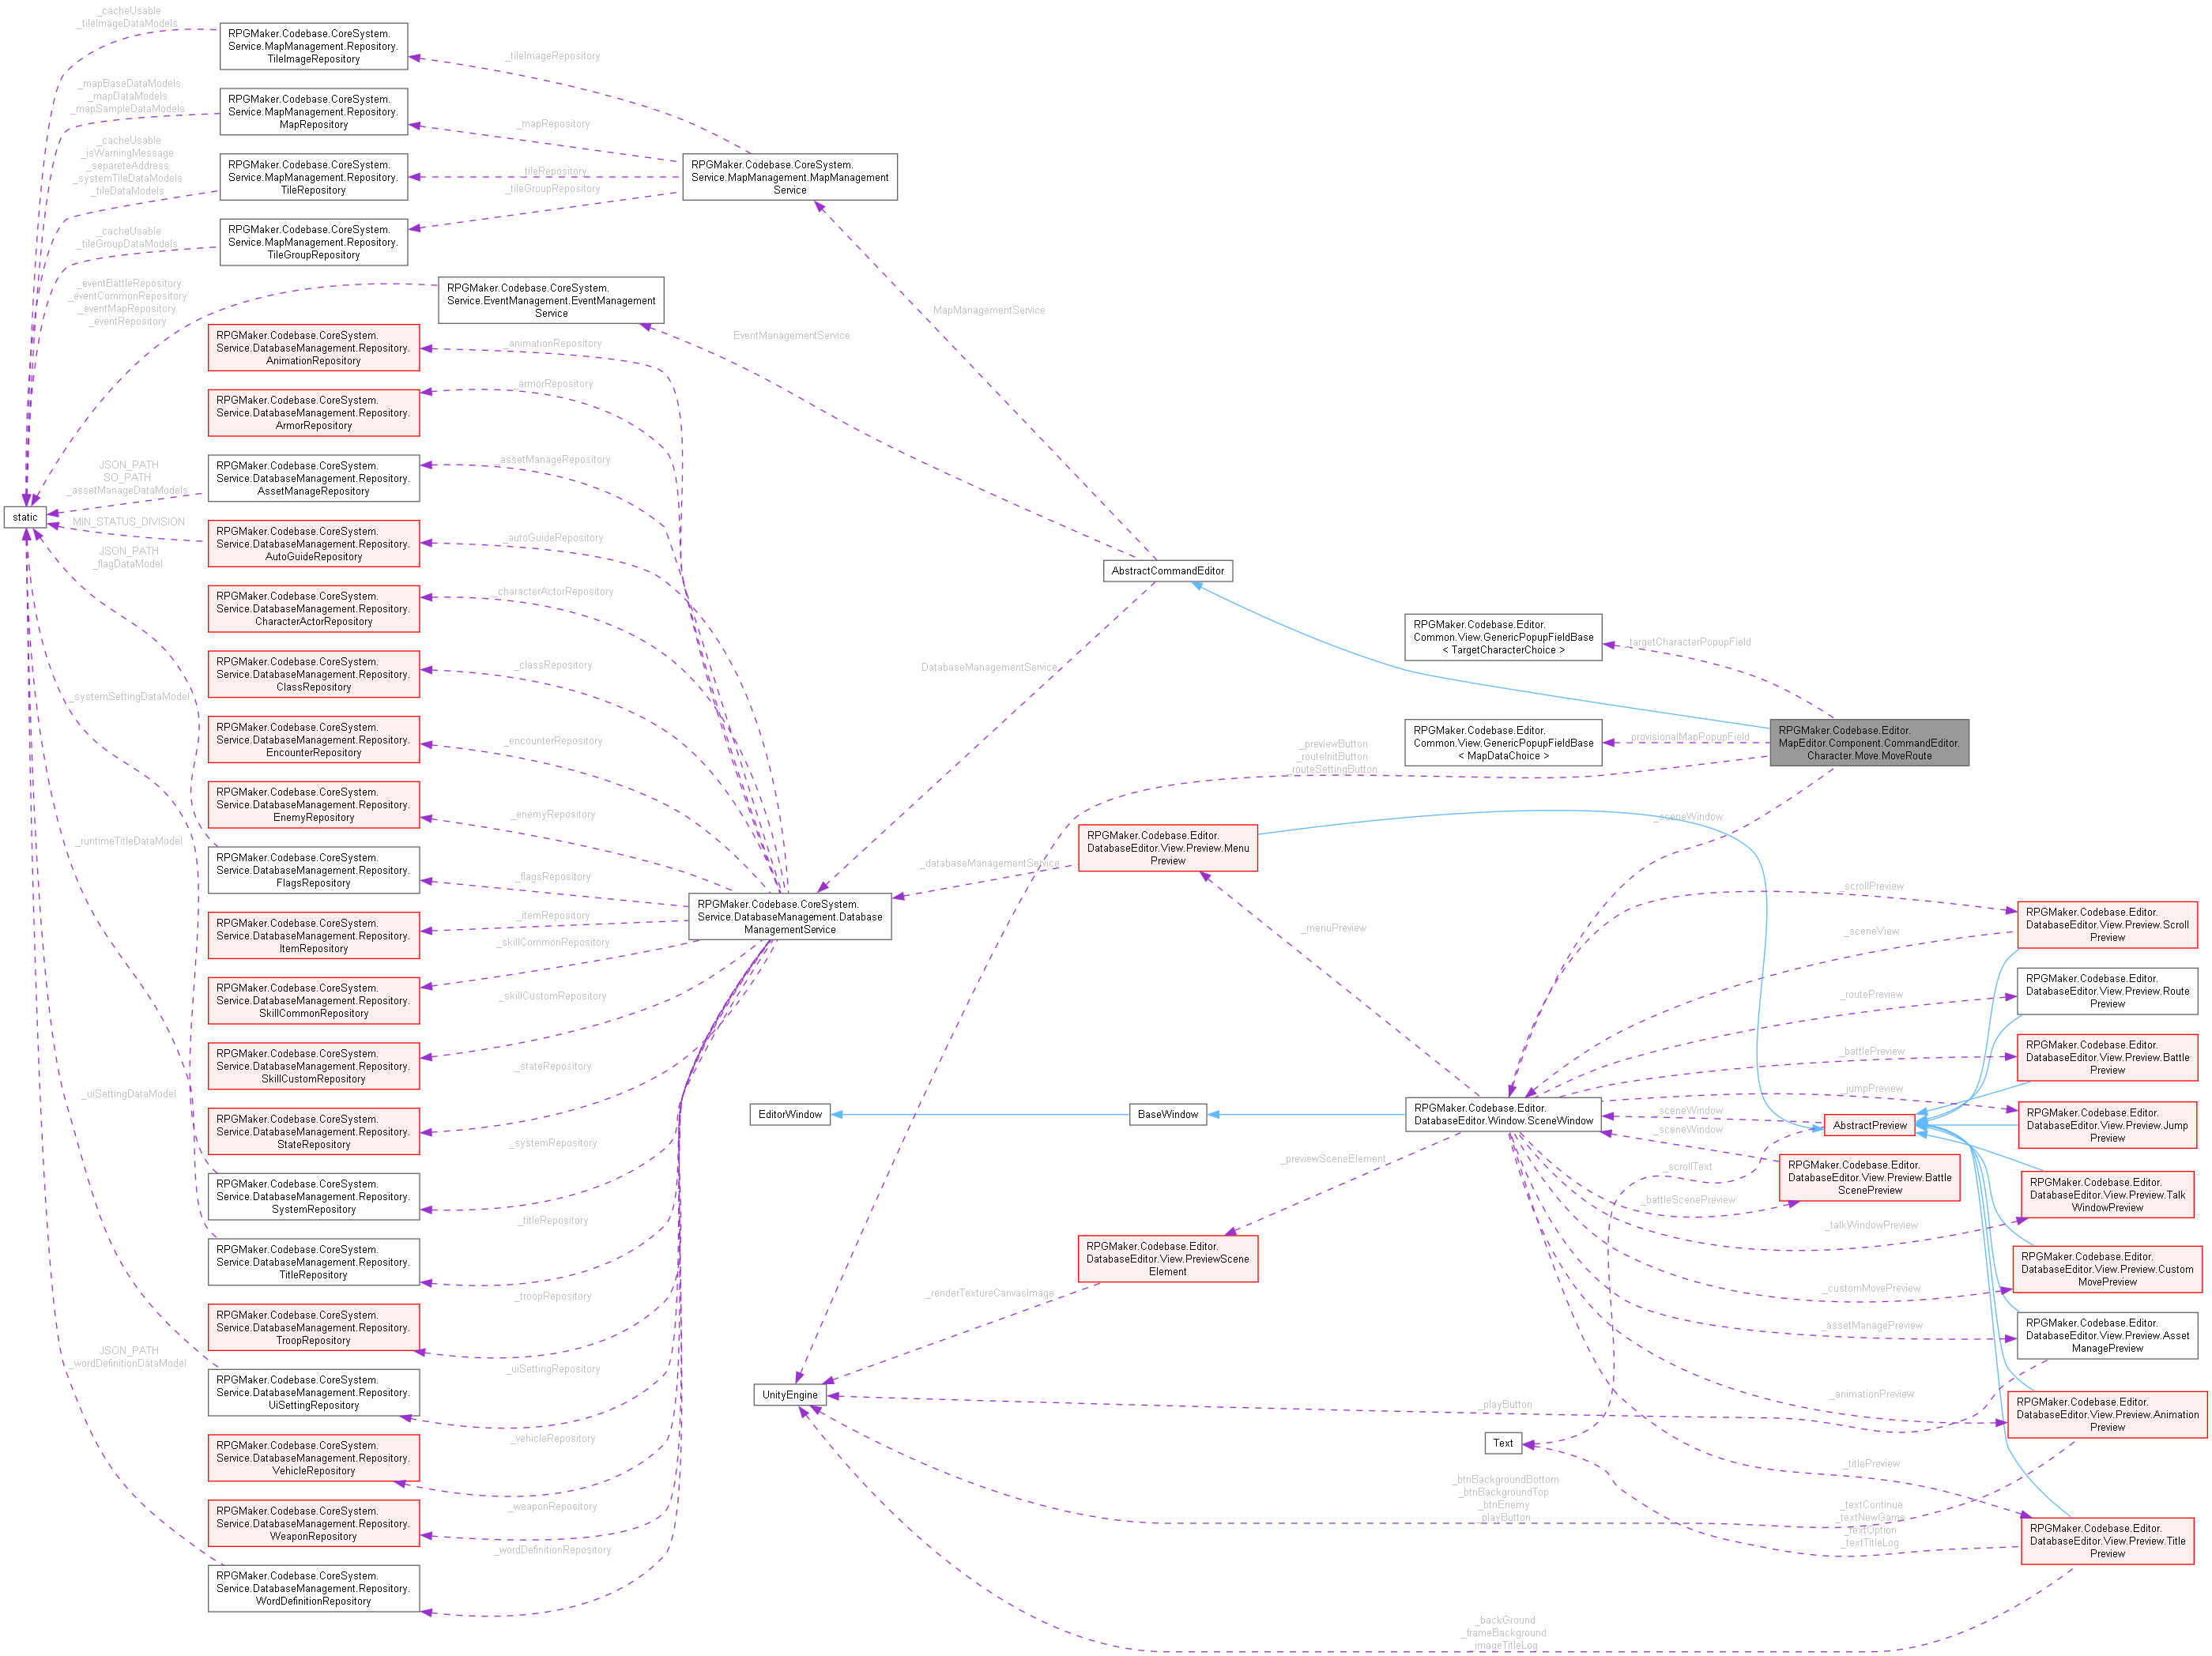 _cacheUsable
_tileImageDataModels
RPGMaker.Codebase.CoreSystem.
Service.MapManagement.Repository.
TileImageRepository
_tileImageRepository
_mapBaseDataModels
_mapDataModels
_mapSampleDataModels
RPGMaker.Codebase.CoreSystem.
Service.MapManagement.Repository.
MapRepository
_mapRepository
_cacheUsable
_isWarningMessage
_separeteAddress
_systemTileDataModels
_tileDataModels
RPGMaker.Codebase.CoreSystem.
Service.MapManagement.Repository.
TileRepository
_tileRepository
RPGMaker.Codebase.CoreSystem.
Service.MapManagement.MapManagement
Service
_tileGroupRepository
_cacheUsable
_tileGroupDataModels
RPGMaker.Codebase.CoreSystem.
Service.MapManagement.Repository.
TileGroupRepository
_eventBattleRepository
_eventCommonRepository
_eventMapRepository
_eventRepository
RPGMaker.Codebase.CoreSystem.
Service.EventManagement.EventManagement
Service
MapManagementService
EventManagementService
RPGMaker.Codebase.CoreSystem.
Service.DatabaseManagement.Repository.
AnimationRepository
_animationRepository
RPGMaker.Codebase.CoreSystem.
Service.DatabaseManagement.Repository.
ArmorRepository
_armorRepository
JSON_PATH
SO_PATH
_assetManageDataModels
RPGMaker.Codebase.CoreSystem.
Service.DatabaseManagement.Repository.
AssetManageRepository
_assetManageRepository
static
MIN_STATUS_DIVISION
RPGMaker.Codebase.CoreSystem.
Service.DatabaseManagement.Repository.
AutoGuideRepository
_autoGuideRepository
JSON_PATH
_flagDataModel
AbstractCommandEditor
RPGMaker.Codebase.CoreSystem.
Service.DatabaseManagement.Repository.
CharacterActorRepository
_characterActorRepository
RPGMaker.Codebase.Editor.
Common.View.GenericPopupFieldBase
< TargetCharacterChoice >
_targetCharacterPopupField
RPGMaker.Codebase.CoreSystem.
Service.DatabaseManagement.Repository.
ClassRepository
_classRepository
DatabaseManagementService
_systemSettingDataModel
RPGMaker.Codebase.CoreSystem.
Service.DatabaseManagement.Repository.
EncounterRepository
_encounterRepository
_previewButton
_routeInitButton
_routeSettingButton
RPGMaker.Codebase.Editor.
Common.View.GenericPopupFieldBase
< MapDataChoice >
_provisionalMapPopupField
RPGMaker.Codebase.Editor.
MapEditor.Component.CommandEditor.
Character.Move.MoveRoute
RPGMaker.Codebase.CoreSystem.
Service.DatabaseManagement.Repository.
EnemyRepository
_enemyRepository
_sceneWindow
_runtimeTitleDataModel
RPGMaker.Codebase.CoreSystem.
Service.DatabaseManagement.Repository.
FlagsRepository
_flagsRepository
_databaseManagementService
RPGMaker.Codebase.Editor.
DatabaseEditor.View.Preview.Menu
Preview
RPGMaker.Codebase.CoreSystem.
Service.DatabaseManagement.Database
ManagementService
RPGMaker.Codebase.CoreSystem.
Service.DatabaseManagement.Repository.
ItemRepository
_itemRepository
_menuPreview
_scrollPreview
_sceneView
RPGMaker.Codebase.Editor.
DatabaseEditor.View.Preview.Scroll
Preview
RPGMaker.Codebase.CoreSystem.
Service.DatabaseManagement.Repository.
SkillCommonRepository
_skillCommonRepository
_routePreview
RPGMaker.Codebase.Editor.
DatabaseEditor.View.Preview.Route
Preview
RPGMaker.Codebase.CoreSystem.
Service.DatabaseManagement.Repository.
SkillCustomRepository
_skillCustomRepository
_battlePreview
RPGMaker.Codebase.Editor.
DatabaseEditor.View.Preview.Battle
Preview
_uiSettingDataModel
RPGMaker.Codebase.CoreSystem.
Service.DatabaseManagement.Repository.
StateRepository
_stateRepository
EditorWindow
BaseWindow
RPGMaker.Codebase.Editor.
DatabaseEditor.Window.SceneWindow
_sceneWindow
_sceneWindow
AbstractPreview
_jumpPreview
RPGMaker.Codebase.Editor.
DatabaseEditor.View.Preview.Jump
Preview
RPGMaker.Codebase.CoreSystem.
Service.DatabaseManagement.Repository.
SystemRepository
_systemRepository
_previewSceneElement
_scrollText
_battleScenePreview
RPGMaker.Codebase.Editor.
DatabaseEditor.View.Preview.Battle
ScenePreview
_talkWindowPreview
RPGMaker.Codebase.Editor.
DatabaseEditor.View.Preview.Talk
WindowPreview
RPGMaker.Codebase.CoreSystem.
Service.DatabaseManagement.Repository.
TitleRepository
_titleRepository
RPGMaker.Codebase.Editor.
DatabaseEditor.View.PreviewScene
Element
_customMovePreview
RPGMaker.Codebase.Editor.
DatabaseEditor.View.Preview.Custom
MovePreview
RPGMaker.Codebase.CoreSystem.
Service.DatabaseManagement.Repository.
TroopRepository
_troopRepository
_renderTextureCanvasImage
_assetManagePreview
RPGMaker.Codebase.Editor.
DatabaseEditor.View.Preview.Asset
ManagePreview
JSON_PATH
_wordDefinitionDataModel
RPGMaker.Codebase.CoreSystem.
Service.DatabaseManagement.Repository.
UiSettingRepository
_uiSettingRepository
UnityEngine
_playButton
_animationPreview
RPGMaker.Codebase.Editor.
DatabaseEditor.View.Preview.Animation
Preview
RPGMaker.Codebase.CoreSystem.
Service.DatabaseManagement.Repository.
VehicleRepository
_vehicleRepository
Text
_titlePreview
RPGMaker.Codebase.CoreSystem.
Service.DatabaseManagement.Repository.
WeaponRepository
_weaponRepository
_btnBackgroundBottom
_btnBackgroundTop
_btnEnemy
_playButton
_textContinue
_textNewGame
_textOption
_textTitleLog
RPGMaker.Codebase.Editor.
DatabaseEditor.View.Preview.Title
Preview
RPGMaker.Codebase.CoreSystem.
Service.DatabaseManagement.Repository.
WordDefinitionRepository
_wordDefinitionRepository
_backGround
_frameBackground
_imageTitleLog